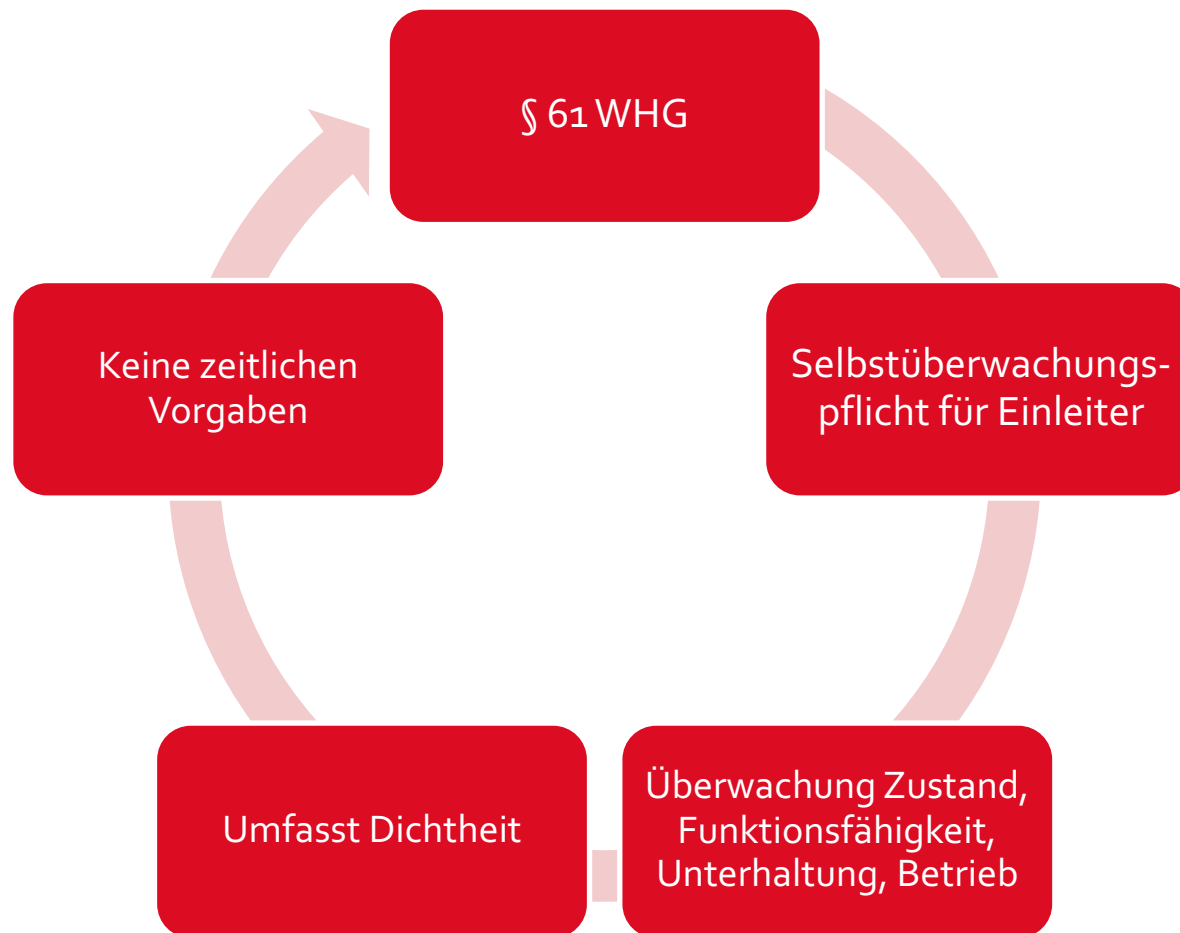 § 61 WHG
Selbstüberwachungs-
pflicht für Einleiter
Überwachung Zustand,
Funktionsfähigkeit,
Unterhaltung, Betrieb
Umfasst Dichtheit
Keine zeitlichen
Vorgaben